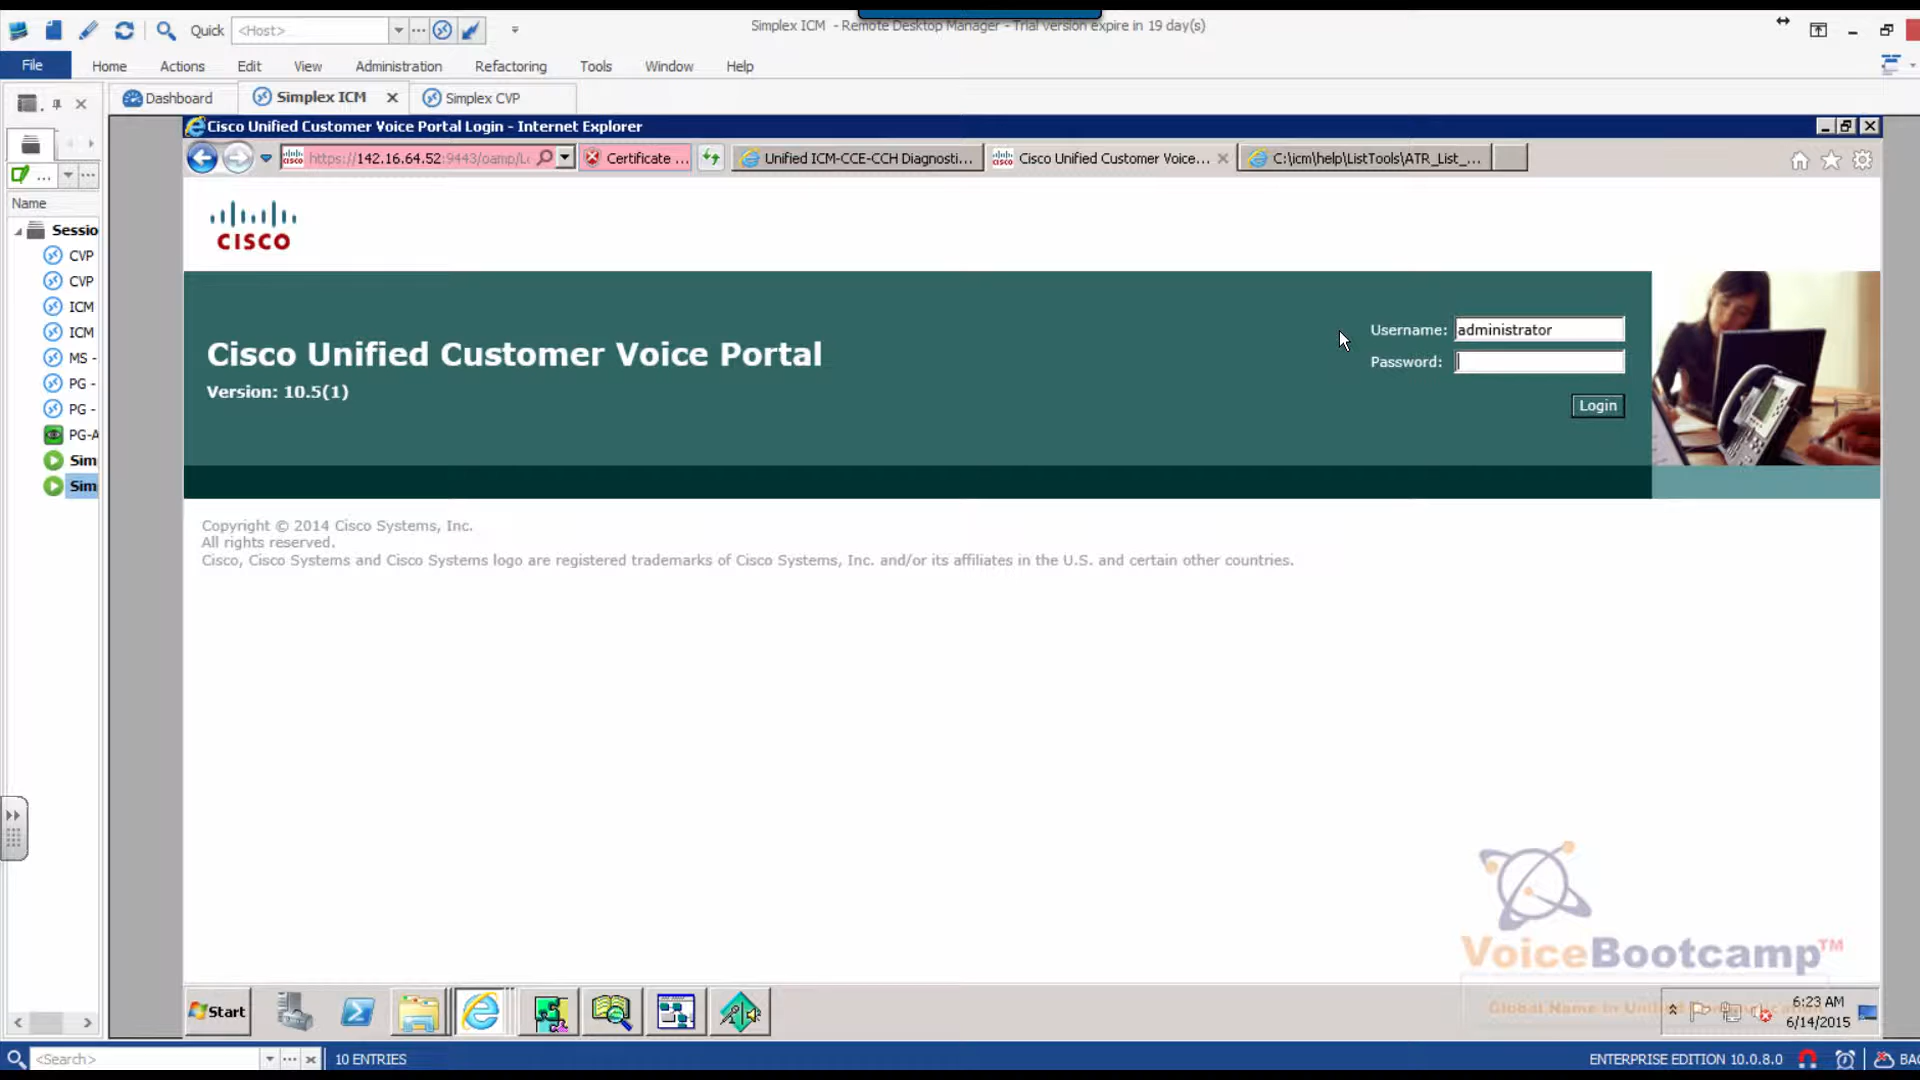 Simplex ICM - Remote Desktop Manager - Trial version expire in 19 day(s)
Quick <Host>
File Home Actions Edit View Administration Refactoring Tools Window Help
Dashboard Simplex ICM Simplex CVP
Cisco Unified Customer Voice Portal Login - Internet Explorer
https://142.16.64.52:9443/oamp/L Certificate ... Unified ICM-CCE-CCH Diagnosti... Cisco Unified Customer Voice... C:\icm\help\ListTools\ATR_List_...
Name
Sessio
CVP
CVP
ICM
ICM
MS -
PG -
PG -
PG-A
Sim
Sim
CISCO
Cisco Unified Customer Voice Portal
Version: 10.5(1)
Username: administrator
Password:
Login
Copyright © 2014 Cisco Systems, Inc.
All rights reserved.
Cisco, Cisco Systems and Cisco Systems logo are registered trademarks of Cisco Systems, Inc. and/or its affiliates in the U.S. and certain other countries.
VoiceBootcamp™
Global Name in
Start
6:23 AM
6/14/2015
<Search> 10 ENTRIES ENTERPRISE EDITION 10.0.8.0 BAC